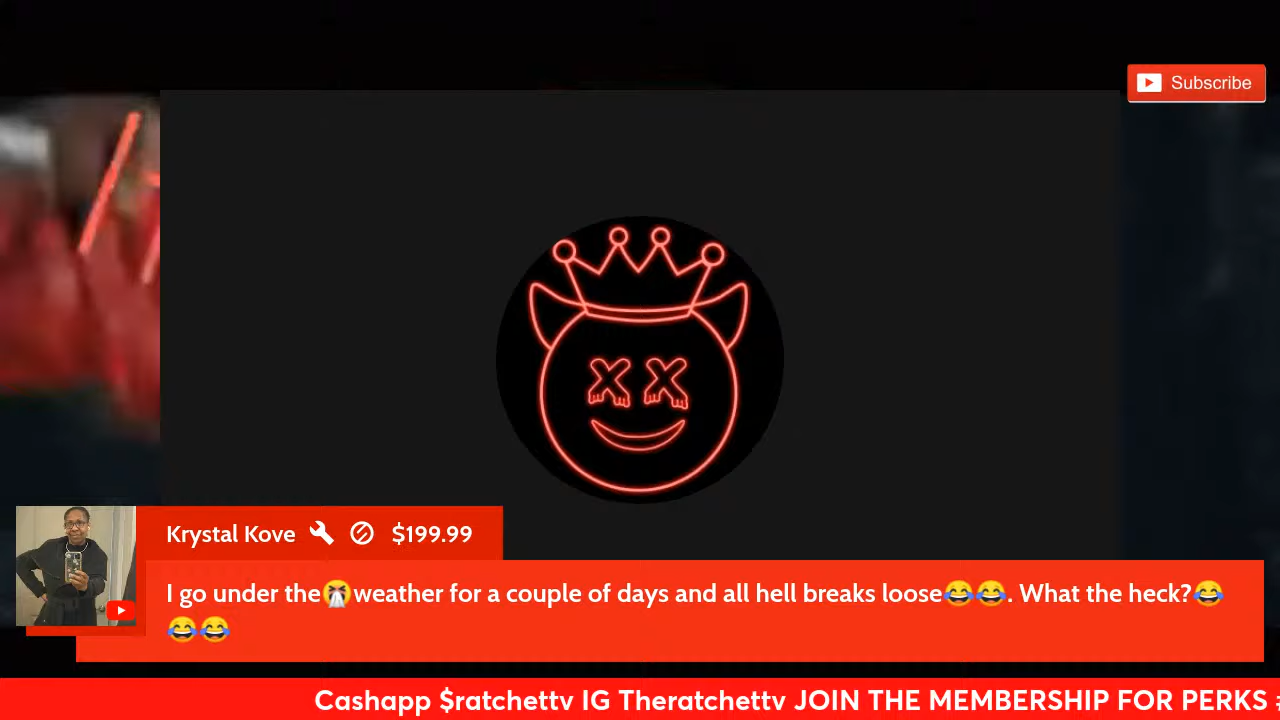 Subscribe
Krystal Kove $199.99
I go under the🤧weather for a couple of days and all hell breaks loose😂😂. What the heck?😂
😂😂
Cashapp $ratchettv IG Theratchettv JOIN THE MEMBERSHIP FOR PERKS